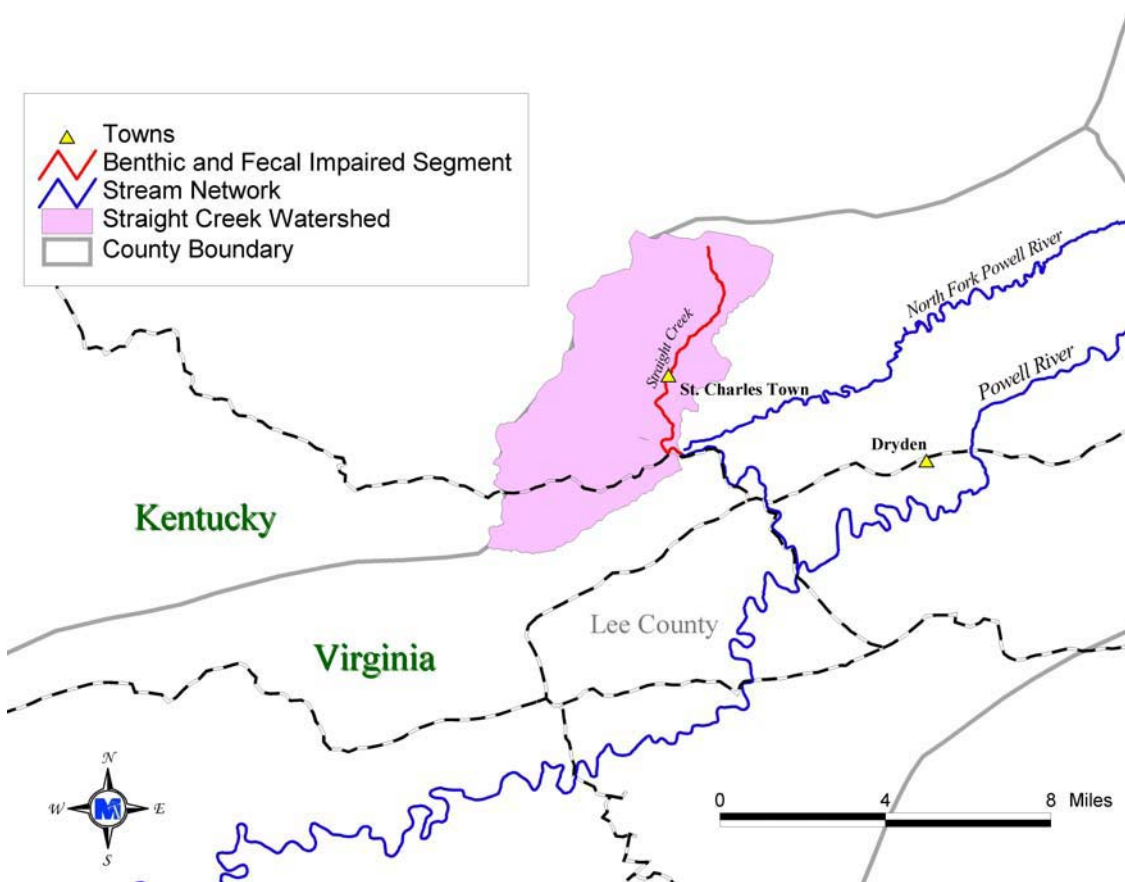 Towns
Benthic and Fecal Impaired Segment
Stream Network
Straight Creek Watershed
County Boundary
North Fork Powell River
Straight Creek
Powell River
St. Charles Town
Dryden
Kentucky
Lee County
Virginia
N
W E
S
M
0 4 8 Miles